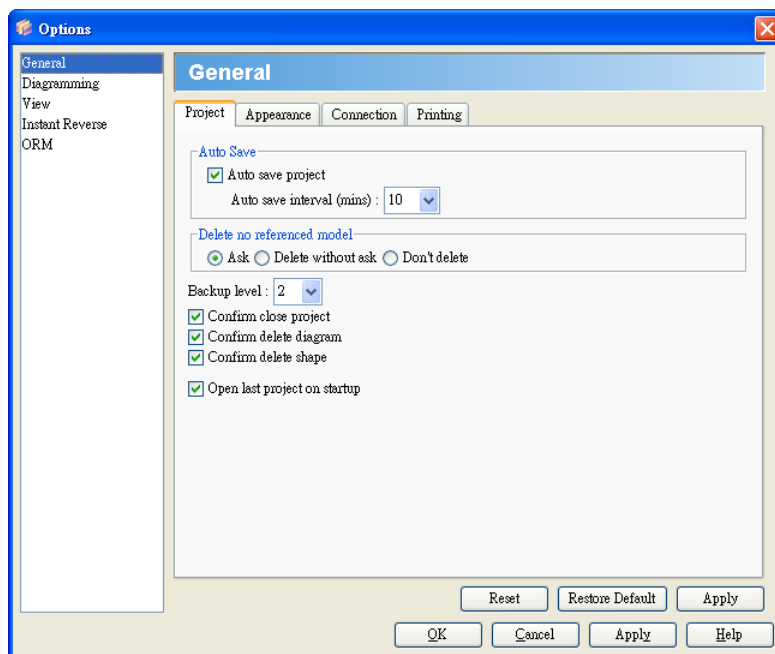 Options
General
Diagramming
View
Instant Reverse
ORM
General
Project Appearance Connection Printing
Auto Save
Auto save project
Auto save interval (mins) : 10
Delete no referenced model
Ask Delete without ask Don't delete
Backup level : 2
Confirm close project
Confirm delete diagram
Confirm delete shape
Open last project on startup
Reset Restore Default Apply
OK Cancel Apply Help